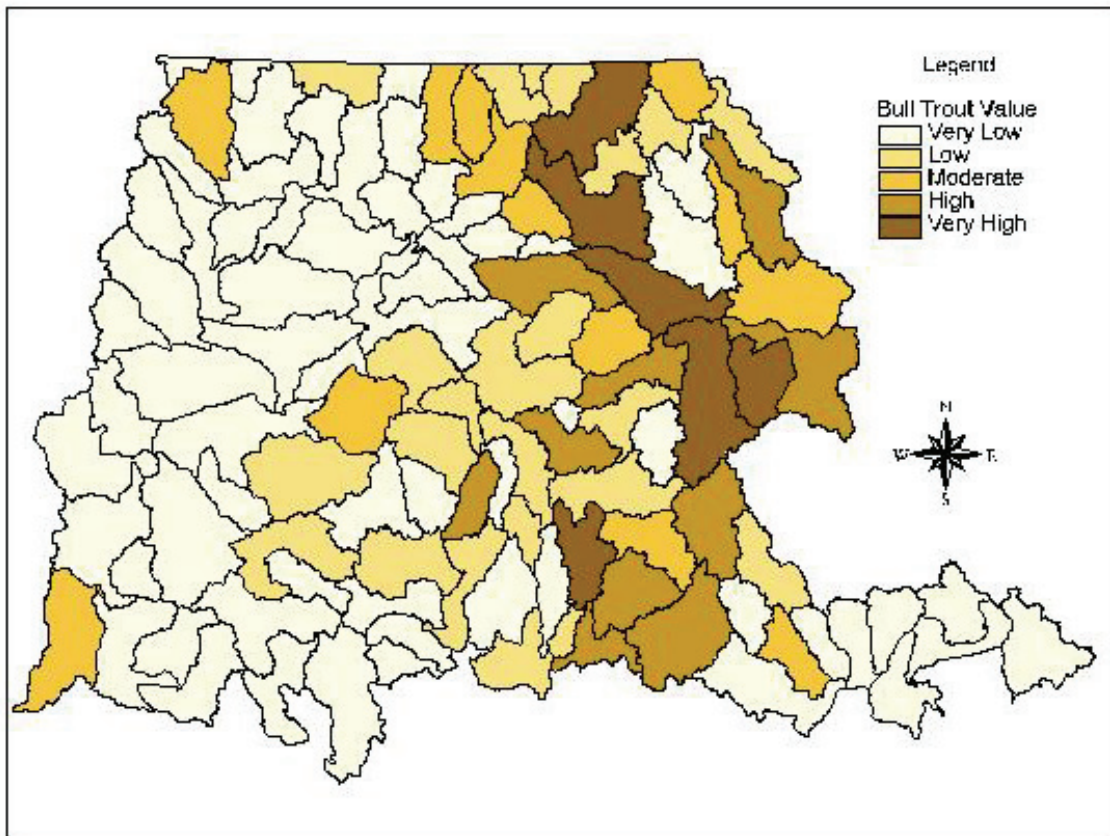 Legend
Bull Trout Value
Very Low
Low
Moderate
High
Very High
N
W E
S